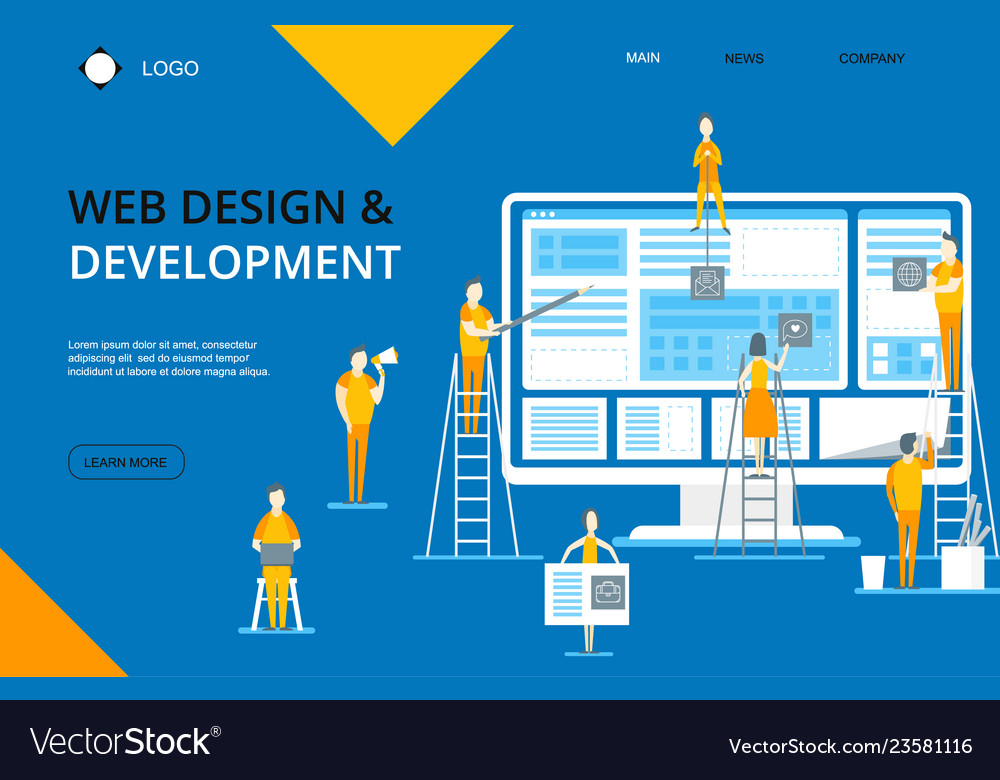 LOGO
MAIN
NEWS
COMPANY
WEB DESIGN &
DEVELOPMENT
Lorem ipsum dolor sit amet, consectetur
adipiscing elit sed do eiusmod tempor
incididunt ut labore et dolore magna aliqua.
LEARN MORE
VectorStock®
VectorStock.com/23581116